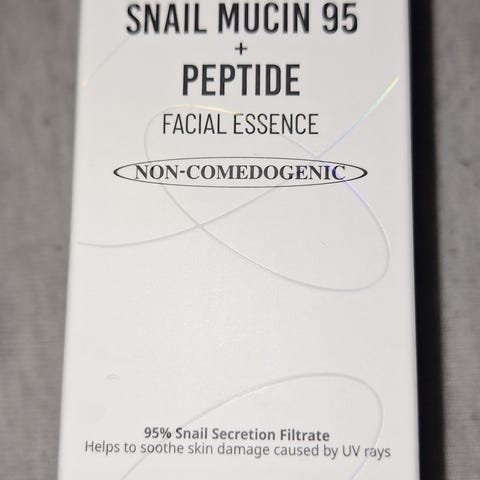 SNAIL MUCIN 95
+
PEPTIDE
FACIAL ESSENCE
NON-COMEDOGENIC
95% Snail Secretion Filtrate
Helps to soothe skin damage caused by UV rays